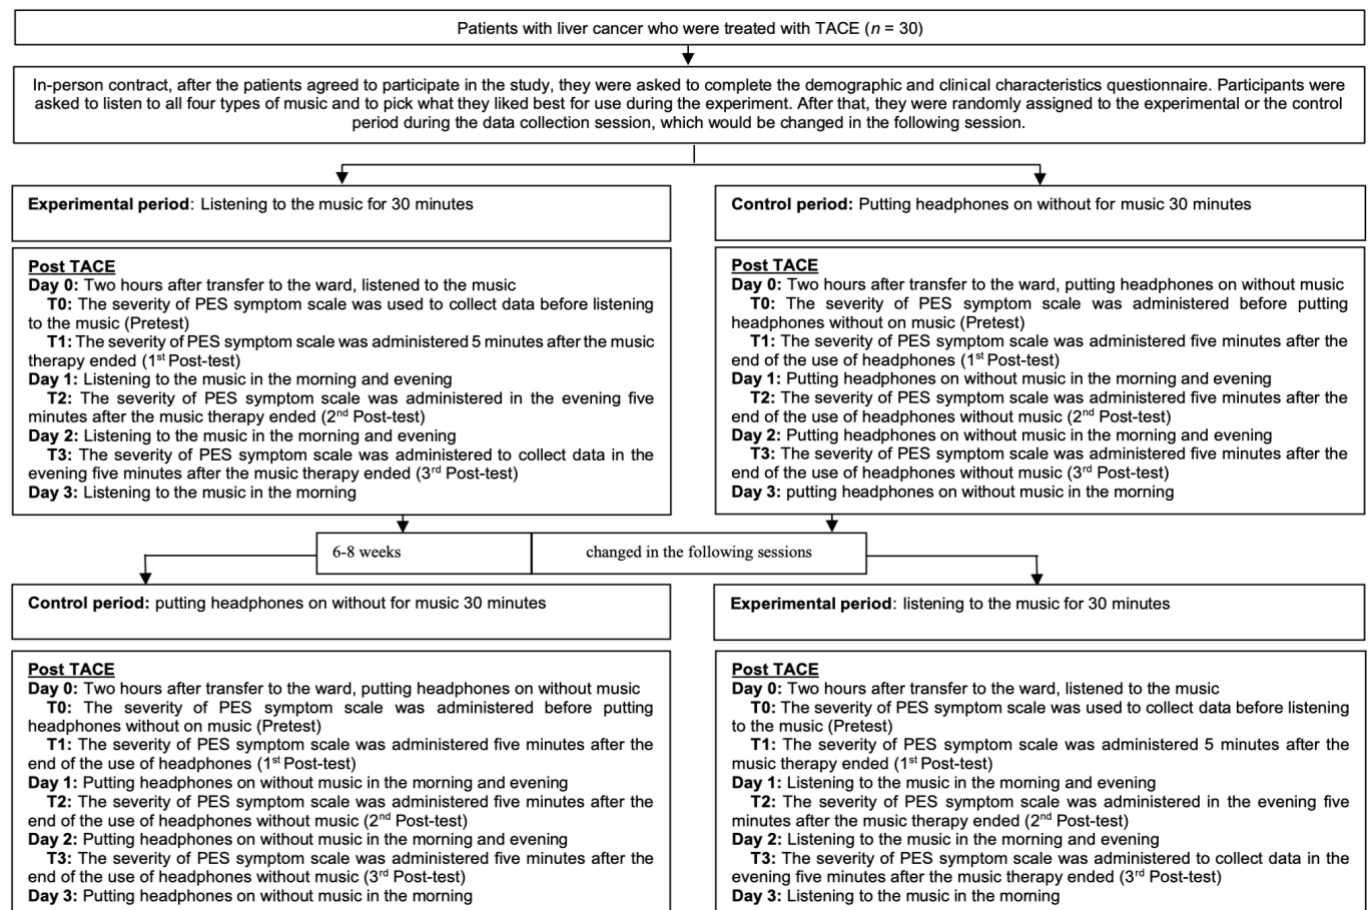 Patients with liver cancer who were treated with TACE (n = 30)
In-person contract, after the patients agreed to participate in the study, they were asked to complete the demographic and clinical characteristics questionnaire. Participants were
asked to listen to all four types of music and to pick what they liked best for use during the experiment. After that, they were randomly assigned to the experimental or the control
period during the data collection session, which would be changed in the following session.
Experimental period: Listening to the music for 30 minutes
Post TACE
Day 0: Two hours after transfer to the ward, listened to the music
T0: The severity of PES symptom scale was used to collect data before listening
to the music (Pretest)
T1: The severity of PES symptom scale was administered 5 minutes after the music
therapy ended (1st Post-test)
Day 1: Listening to the music in the morning and evening
T2: The severity of PES symptom scale was administered in the evening five
minutes after the music therapy ended (2nd Post-test)
Day 2: Listening to the music in the morning and evening
T3: The severity of PES symptom scale was administered to collect data in the
evening five minutes after the music therapy ended (3rd Post-test)
Day 3: Listening to the music in the morning
Control period: Putting headphones on without for music 30 minutes
Post TACE
Day 0: Two hours after transfer to the ward, putting headphones on without music
T0: The severity of PES symptom scale was administered before putting
headphones without on music (Pretest)
T1: The severity of PES symptom scale was administered five minutes after the
end of the use of headphones (1st Post-test)
Day 1: Putting headphones on without music in the morning and evening
T2: The severity of PES symptom scale was administered five minutes after the
end of the use of headphones without music (2nd Post-test)
Day 2: Putting headphones on without music in the morning and evening
T3: The severity of PES symptom scale was administered five minutes after the
end of the use of headphones without music (3rd Post-test)
Day 3: putting headphones on without music in the morning
6-8 weeks
changed in the following sessions
Control period: putting headphones on without for music 30 minutes
Post TACE
Day 0: Two hours after transfer to the ward, putting headphones on without music
T0: The severity of PES symptom scale was administered before putting
headphones without on music (Pretest)
T1: The severity of PES symptom scale was administered five minutes after the
end of the use of headphones (1st Post-test)
Day 1: Putting headphones on without music in the morning and evening
T2: The severity of PES symptom scale was administered five minutes after the
end of the use of headphones without music (2nd Post-test)
Day 2: Putting headphones on without music in the morning and evening
T3: The severity of PES symptom scale was administered five minutes after the
end of the use of headphones without music (3rd Post-test)
Day 3: Putting headphones on without music in the morning
Experimental period: listening to the music for 30 minutes
Post TACE
Day 0: Two hours after transfer to the ward, listened to the music
T0: The severity of PES symptom scale was used to collect data before listening
to the music (Pretest)
T1: The severity of PES symptom scale was administered 5 minutes after the
music therapy ended (1st Post-test)
Day 1: Listening to the music in the morning and evening
T2: The severity of PES symptom scale was administered in the evening five
minutes after the music therapy ended (2nd Post-test)
Day 2: Listening to the music in the morning and evening
T3: The severity of PES symptom scale was administered to collect data in the
evening five minutes after the music therapy ended (3rd Post-test)
Day 3: Listening to the music in the morning